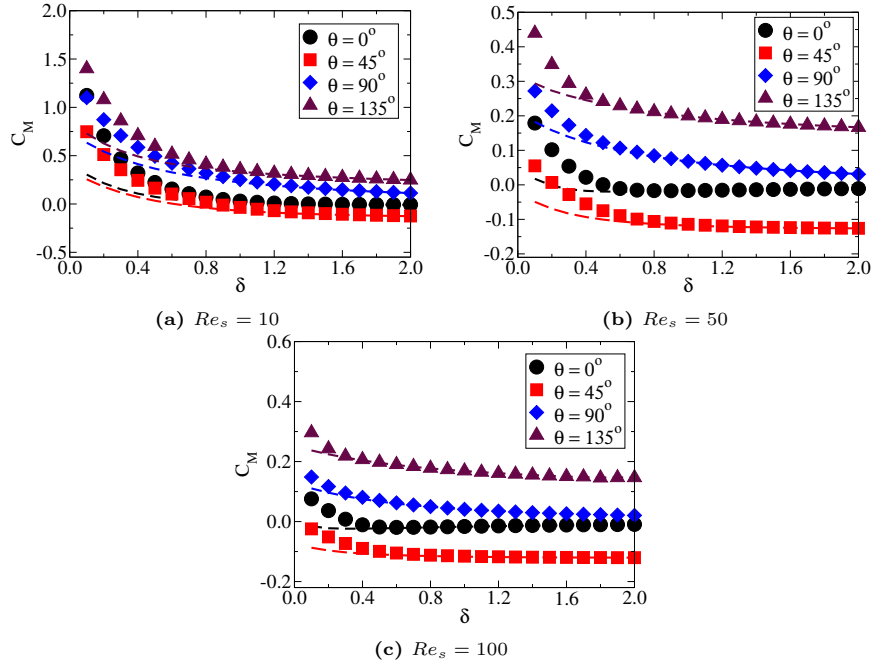 2.0
1.5
1.0
0.5
0.0
-0.5
C_M
0.0 0.4 0.8 1.2 1.6 2.0
δ
θ = 0°
θ = 45°
θ = 90°
θ = 135°
(a) Re_s = 10
0.5
0.4
0.3
0.2
0.1
0.0
-0.1
-0.2
C_M
0.0 0.4 0.8 1.2 1.6 2.0
δ
θ = 0°
θ = 45°
θ = 90°
θ = 135°
(b) Re_s = 50
0.6
0.4
0.2
0.0
-0.2
C_M
0.0 0.4 0.8 1.2 1.6 2.0
δ
θ = 0°
θ = 45°
θ = 90°
θ = 135°
(c) Re_s = 100